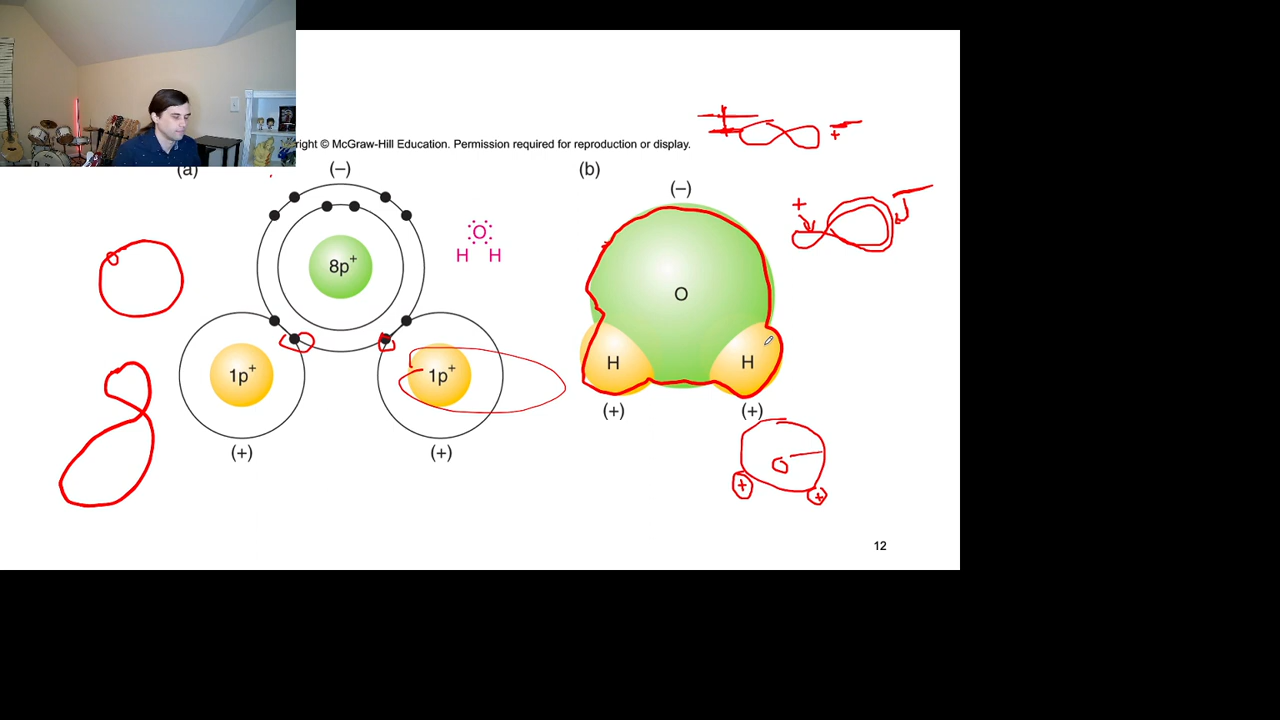 right © McGraw-Hill Education. Permission required for reproduction or display.
(a)
(–)
8p+
:Ö:
H H
1p+
1p+
(+)
(+)
(b)
(–)
O
H
H
(+)
(+)
+
+
–
+
–
O –
+
+
12